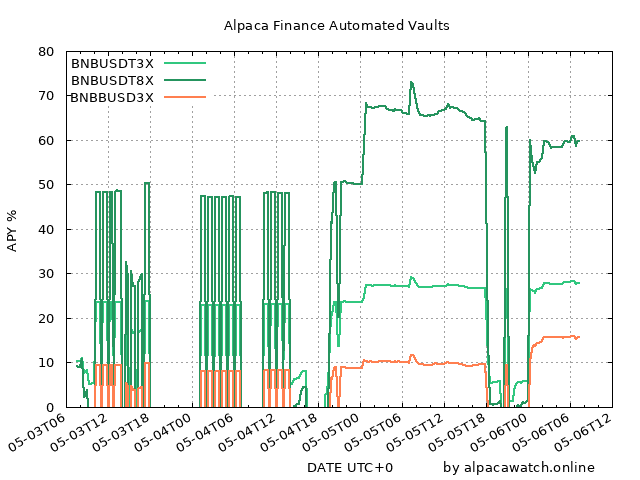 Alpaca Finance Automated Vaults
80
70
60
50
40
30
20
10
0
APY %
BNBUSDT3X
BNBUSDT8X
BNBBUSD3X
05-03T06
05-03T12
05-03T18
05-04T00
05-04T06
05-04T12
05-04T18
05-05T00
05-05T06
05-05T12
05-05T18
05-06T00
05-06T06
05-06T12
DATE UTC+0
by alpacawatch.online